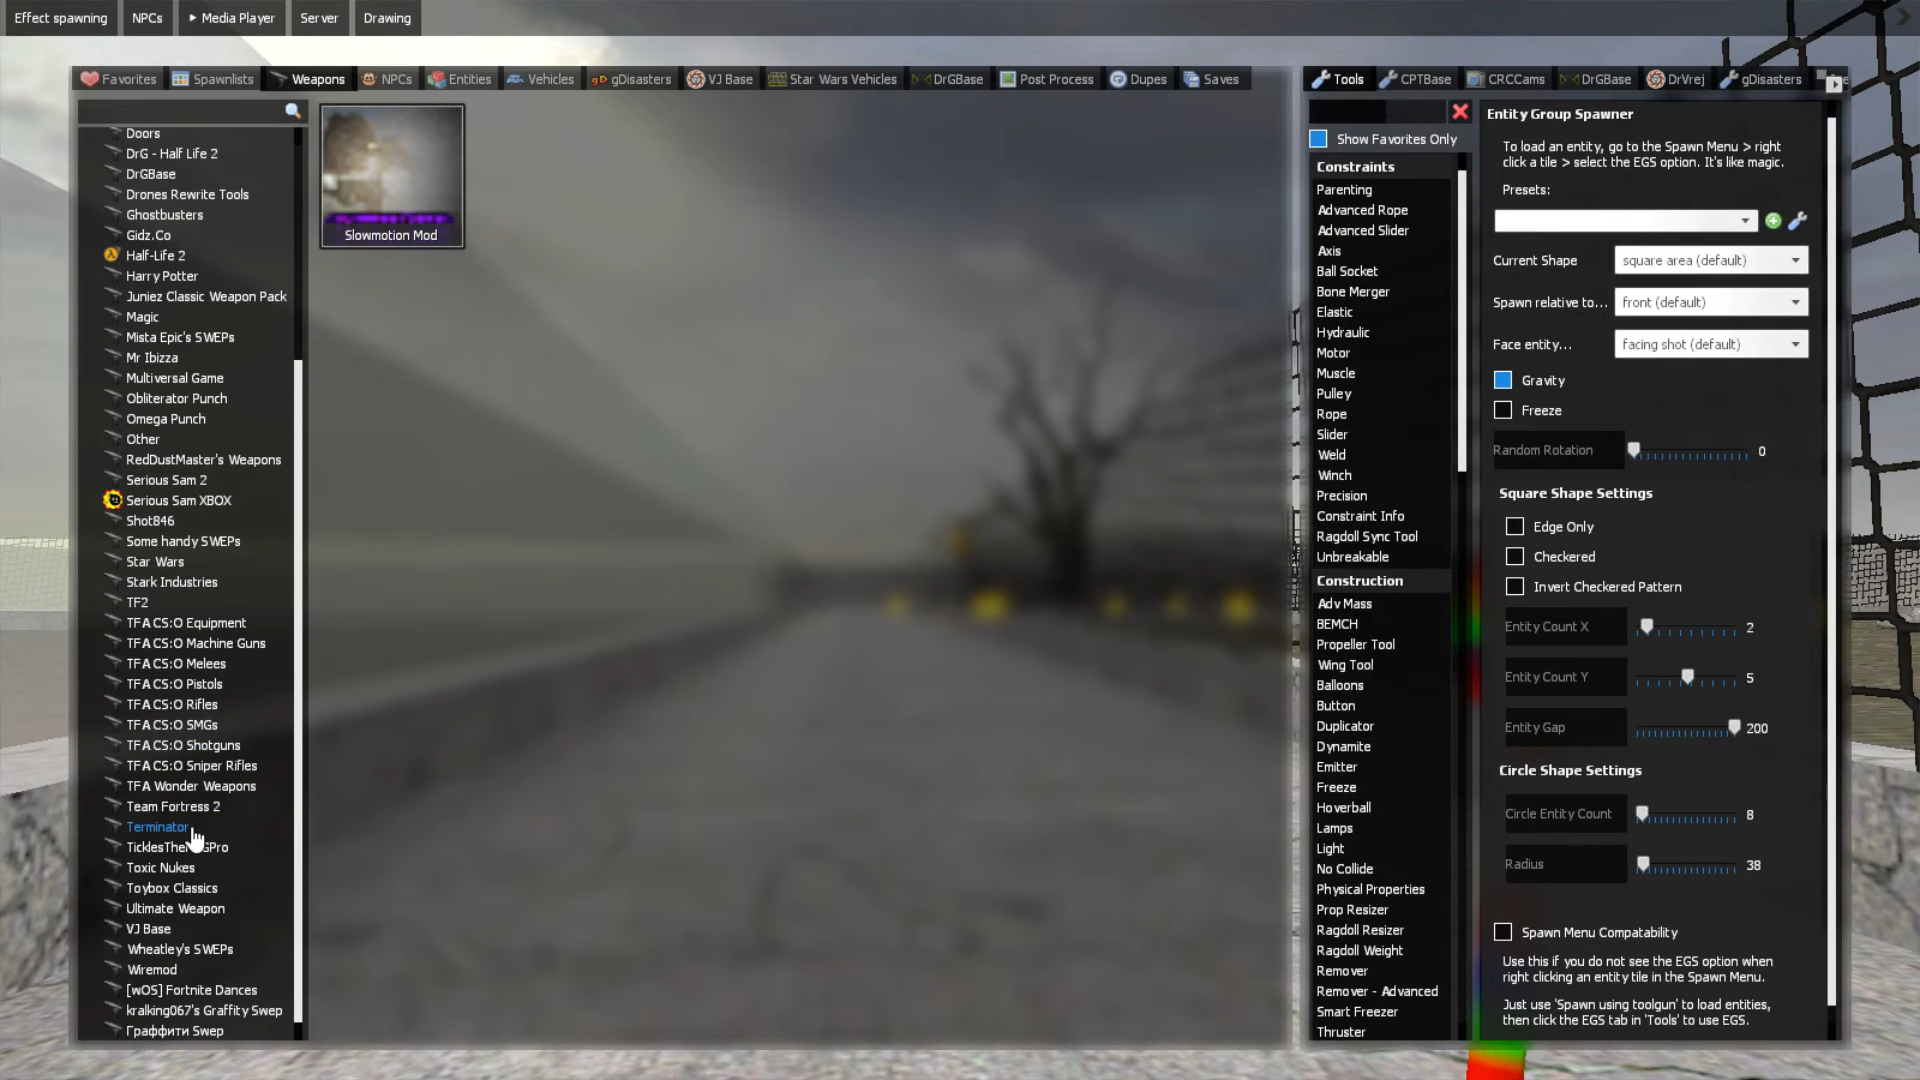 Effect spawning
NPCs
Media Player
Server
Drawing
Favorites
Spawnlists
Weapons
NPCs
Entities
Vehicles
gDisasters
VJ Base
Star Wars Vehicles
DrGBase
Post Process
Dupes
Saves
Tools
CPTBase
CRCCams
DrGBase
DrVrej
gDisasters
Doors
DrG - Half Life 2
DrGBase
Drones Rewrite Tools
Ghostbusters
Gidz.Co
Half-Life 2
Harry Potter
Juniez Classic Weapon Pack
Magic
Mista Epic's SWEPs
Mr Ibizza
Multiversal Game
Obliterator Punch
Omega Punch
Other
RedDustMaster's Weapons
Serious Sam 2
Serious Sam XBOX
Shot846
Some handy SWEPs
Star Wars
Stark Industries
TF2
TFA CS:O Equipment
TFA CS:O Machine Guns
TFA CS:O Melees
TFA CS:O Pistols
TFA CS:O Rifles
TFA CS:O SMGs
TFA CS:O Shotguns
TFA CS:O Sniper Rifles
TFA Wonder Weapons
Team Fortress 2
Terminator
Toxic Nukes
Toybox Classics
Ultimate Weapon
VJ Base
Wheatley's SWEPs
Wiremod
[wOS] Fortnite Dances
kralking067's Graffity Swep
Граффити Swep
Slowmotion Mod
Show Favorites Only
Constraints
Parenting
Advanced Rope
Advanced Slider
Axis
Ball Socket
Bone Merger
Elastic
Hydraulic
Motor
Muscle
Pulley
Rope
Slider
Weld
Winch
Precision
Constraint Info
Ragdoll Sync Tool
Unbreakable
Construction
Adv Mass
BEMCH
Propeller Tool
Wing Tool
Balloons
Button
Duplicator
Dynamite
Emitter
Freeze
Hoverball
Lamps
Light
No Collide
Physical Properties
Prop Resizer
Ragdoll Resizer
Ragdoll Weight
Remover
Remover - Advanced
Smart Freezer
Thruster
Entity Group Spawner
To load an entity, go to the Spawn Menu > right
click a tile > select the EGS option. It's like magic.
Presets:
Current Shape
square area (default)
Spawn relative to...
front (default)
Face entity...
facing shot (default)
Gravity
Freeze
Random Rotation
0
Square Shape Settings
Edge Only
Checkered
Invert Checkered Pattern
Entity Count X
2
Entity Count Y
5
Entity Gap
200
Circle Shape Settings
Circle Entity Count
8
Radius
38
Spawn Menu Compatability
Use this if you do not see the EGS option when
right clicking an entity tile in the Spawn Menu.
Just use 'Spawn using toolgun' to load entities,
then click the EGS tab in 'Tools' to use EGS.